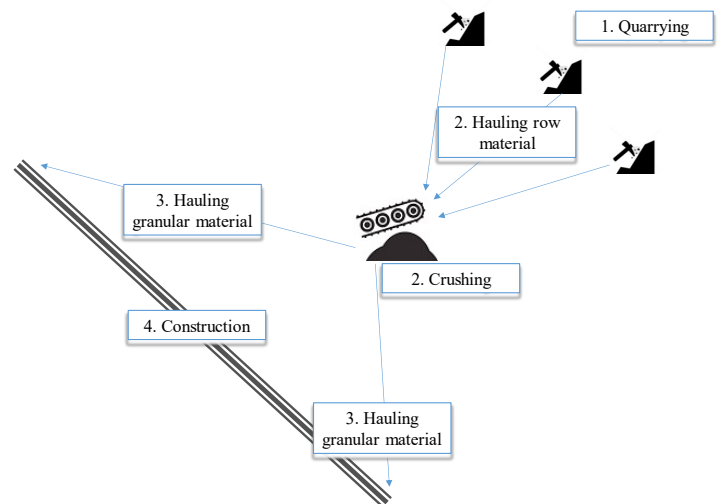 1. Quarrying
2. Hauling row
material
3. Hauling
granular material
2. Crushing
4. Construction
3. Hauling
granular material